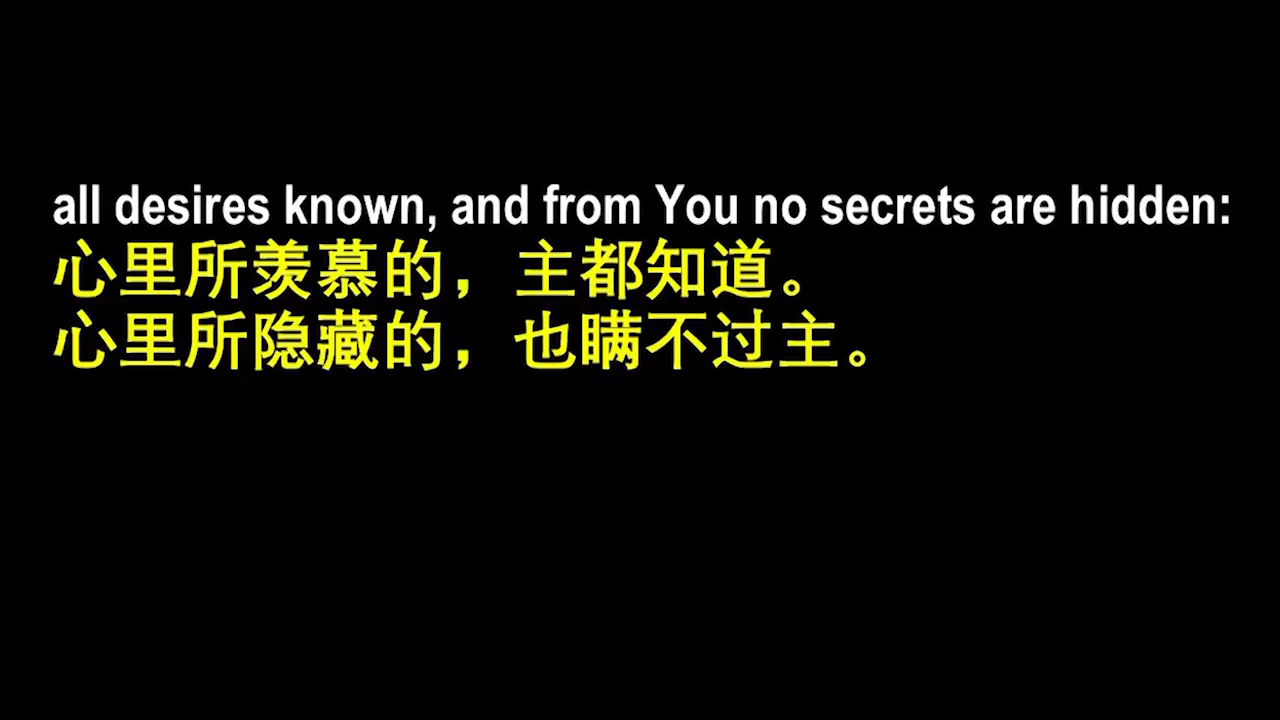 all desires known, and from You no secrets are hidden:
心里所羡慕的，主都知道。
心里所隐藏的，也瞒不过主。